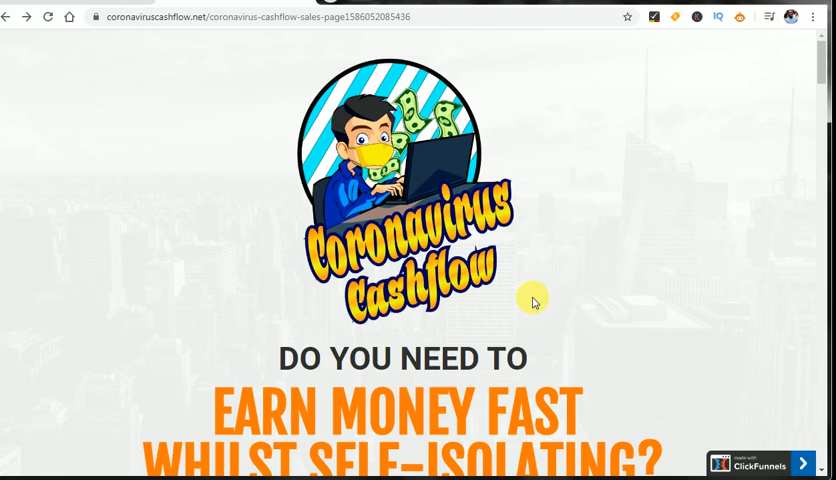 coronaviruscashflow.net/coronavirus-cashflow-sales-page1586052085436
IQ
Coronavirus
Cashflow
DO YOU NEED TO
EARN MONEY FAST
WHILST SELF-ISOLATING?
made with
ClickFunnels